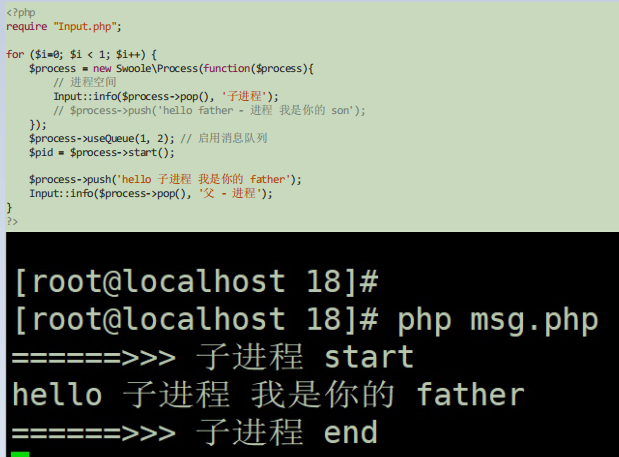 <?php
require "Input.php";
for ($i=0; $i < 1; $i++) {
$process = new Swoole\Process(function($process){
// 进程空间
Input::info($process->pop(), '子进程');
// $process->push('hello father - 进程 我是你的 son');
});
$process->useQueue(1, 2); // 启用消息队列
$pid = $process->start();
$process->push('hello 子进程 我是你的 father');
Input::info($process->pop(), '父 - 进程');
}
?>
[root@localhost 18]#
[root@localhost 18]# php msg.php
======>>> 子进程 start
hello 子进程 我是你的 father
======>>> 子进程 end